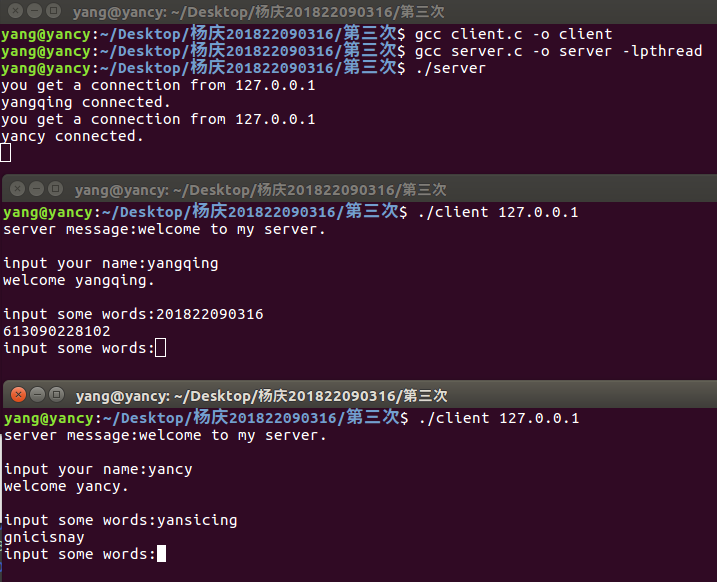 yang@yancy: ~/Desktop/杨庆201822090316/第三次
yang@yancy:~/Desktop/杨庆201822090316/第三次$ gcc client.c -o client
yang@yancy:~/Desktop/杨庆201822090316/第三次$ gcc server.c -o server -lpthread
yang@yancy:~/Desktop/杨庆201822090316/第三次$ ./server
you get a connection from 127.0.0.1
yangqing connected.
you get a connection from 127.0.0.1
yancy connected.
yang@yancy: ~/Desktop/杨庆201822090316/第三次
yang@yancy:~/Desktop/杨庆201822090316/第三次$ ./client 127.0.0.1
server message:welcome to my server.
input your name:yangqing
welcome yangqing.
input some words:201822090316
613090228102
input some words:
yang@yancy: ~/Desktop/杨庆201822090316/第三次
yang@yancy:~/Desktop/杨庆201822090316/第三次$ ./client 127.0.0.1
server message:welcome to my server.
input your name:yancy
welcome yancy.
input some words:yansicing
gnicisnay
input some words: